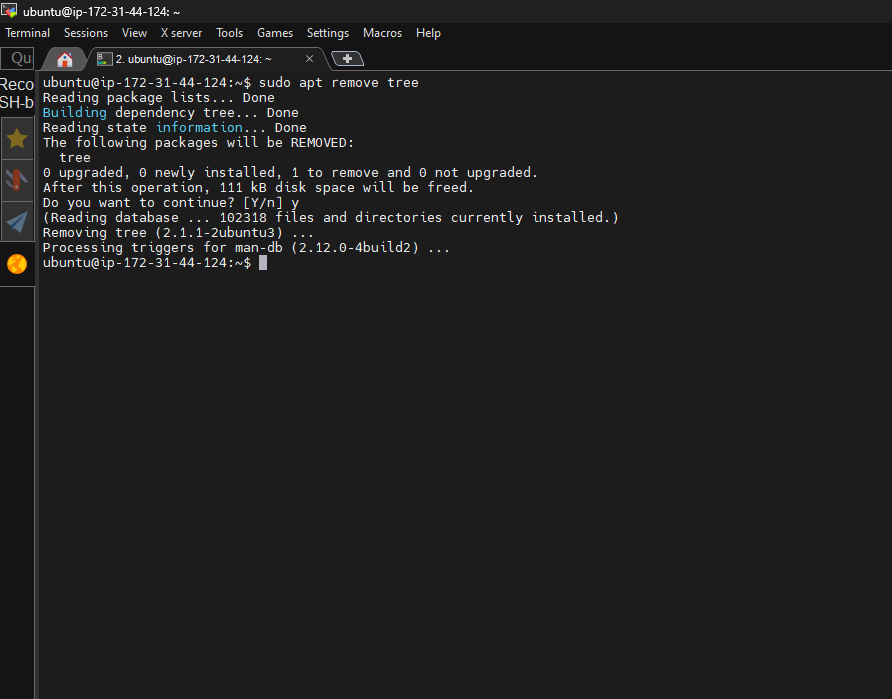 ubuntu@ip-172-31-44-124: ~
Terminal Sessions View X server Tools Games Settings Macros Help
Qu
2. ubuntu@ip-172-31-44-124: ~
Reco
SH-b
ubuntu@ip-172-31-44-124:~$ sudo apt remove tree
Reading package lists... Done
Building dependency tree... Done
Reading state information... Done
The following packages will be REMOVED:
  tree
0 upgraded, 0 newly installed, 1 to remove and 0 not upgraded.
After this operation, 111 kB disk space will be freed.
Do you want to continue? [Y/n] y
(Reading database ... 102318 files and directories currently installed.)
Removing tree (2.1.1-2ubuntu3) ...
Processing triggers for man-db (2.12.0-4build2) ...
ubuntu@ip-172-31-44-124:~$